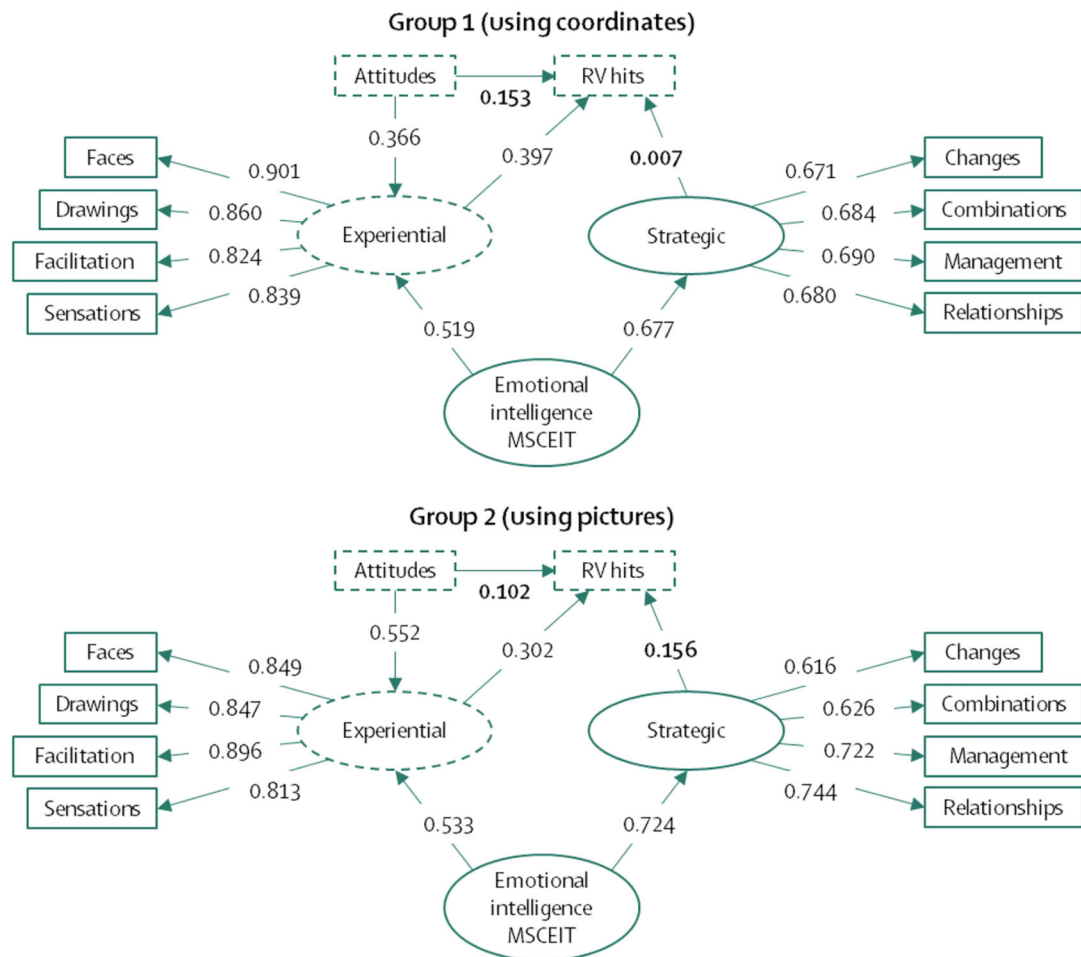 Group 1 (using coordinates)
Attitudes
RV hits
0.153
0.366
0.397
0.007
Faces
Drawings
Facilitation
Sensations
0.901
0.860
0.824
0.839
Experiential
Strategic
0.671
0.684
0.690
0.680
Changes
Combinations
Management
Relationships
0.519
0.677
Emotional
intelligence
MSCEIT
Group 2 (using pictures)
Attitudes
RV hits
0.102
0.552
0.302
0.156
Faces
Drawings
Facilitation
Sensations
0.849
0.847
0.896
0.813
Experiential
Strategic
0.616
0.626
0.722
0.744
Changes
Combinations
Management
Relationships
0.533
0.724
Emotional
intelligence
MSCEIT